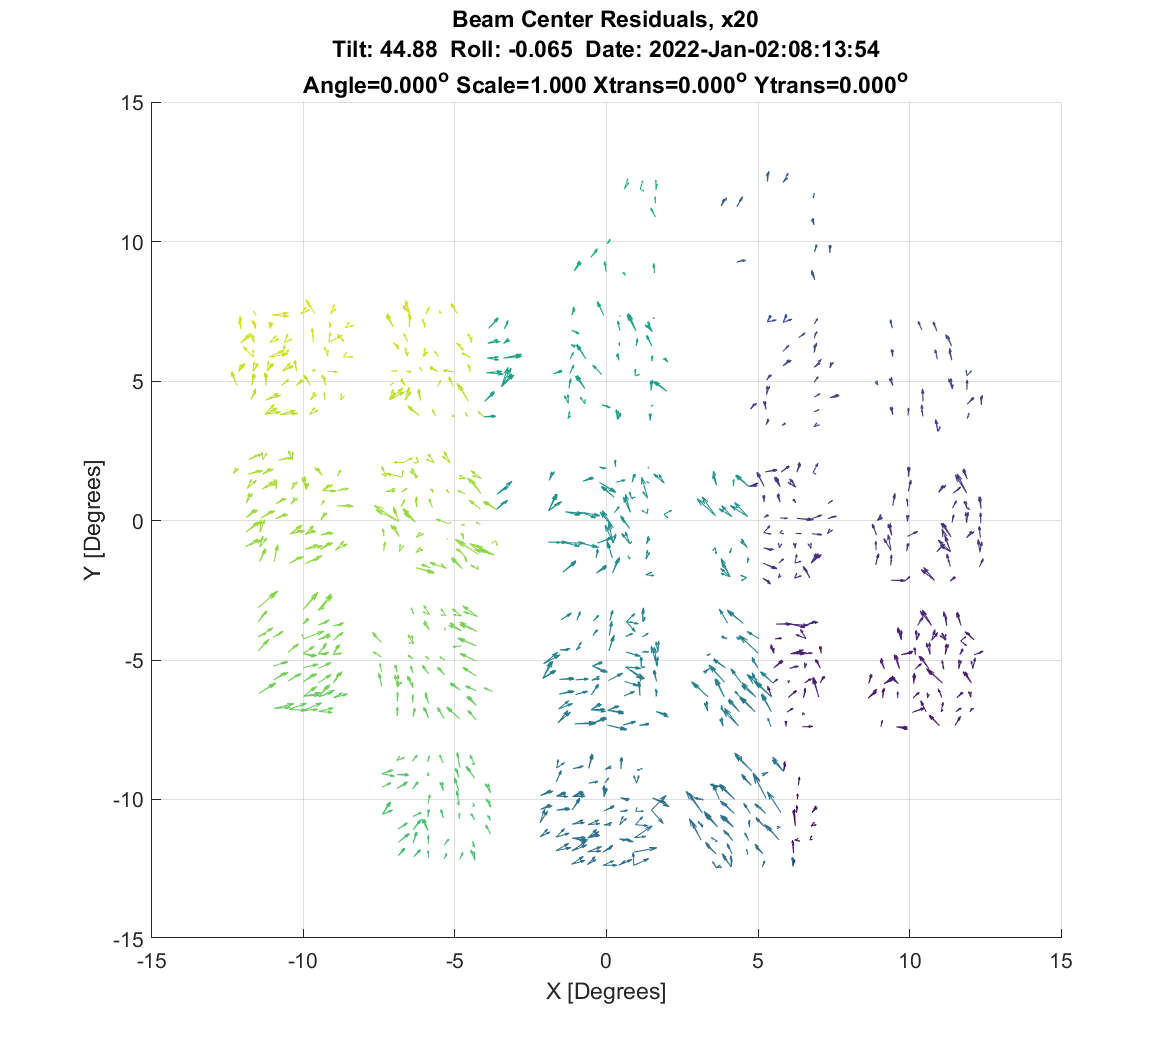 Beam Center Residuals, x20
Tilt: 44.88 Roll: -0.065 Date: 2022-Jan-02:08:13:54
Angle=0.000° Scale=1.000 Xtrans=0.000° Ytrans=0.000°
15
10
5
0
-5
-10
-15
Y [Degrees]
-15 -10 -5 0 5 10 15
X [Degrees]